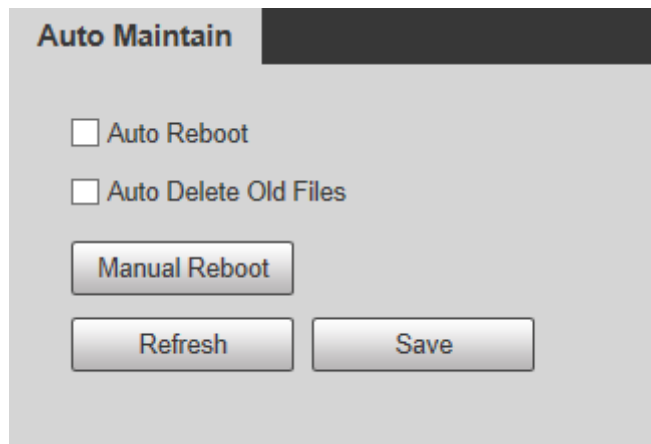 Auto Maintain
Auto Reboot
Auto Delete Old Files
Manual Reboot
Refresh Save